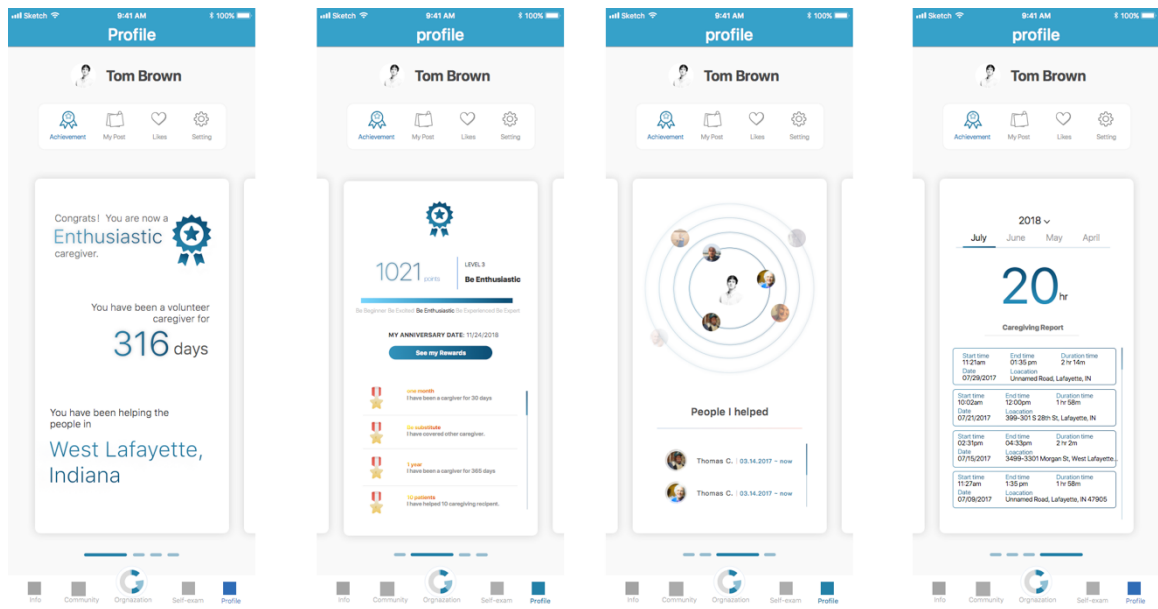 Sketch 9:41 AM 100%
Profile
Tom Brown
Achievement My Post Likes Setting
Congrats! You are now a
Enthusiastic
caregiver.
You have been a volunteer
caregiver for
316 days
You have been helping the
people in
West Lafayette,
Indiana
Info Community Orgnazation Self-exam Profile
Sketch 9:41 AM 100%
profile
Tom Brown
Achievement My Post Likes Setting
1021 points
LEVEL 3
Be Enthusiastic
Be Beginner Be Excited Be Enthusiastic Be Experienced Be Expert
MY ANNIVERSARY DATE: 11/24/2018
See my Rewards
one month
I have been a cargiver for 30 days
Be substitute
I have covered other caregiver.
1 year
I have been a cargiver for 365 days
10 patients
I have helped 10 caregiving recipent.
Info Community Orgnazation Self-exam Profile
Sketch 9:41 AM 100%
profile
Tom Brown
Achievement My Post Likes Setting
People I helped
Thomas C. | 03.14.2017 - now
Thomas C. | 03.14.2017 - now
Info Community Orgnazation Self-exam Profile
Sketch 9:41 AM 100%
profile
Tom Brown
Achievement My Post Likes Setting
2018
July June May April
20 hr
Caregiving Report
Start time End time Duration time
11:21am 01:35 pm 2 hr 14m
Date Loacation
07/29/2017 Unnamed Road, Lafayette, IN
Start time End time Duration time
10:02am 12:00pm 1 hr 58m
Date Loacation
07/21/2017 399-301 S 28th St, Lafayette, IN
Start time End time Duration time
02:31pm 04:33pm 2 hr 2m
Date Loacation
07/15/2017 3499-3301 Morgan St, West Lafayette...
Start time End time Duration time
11:27am 1:35 pm 1 hr 58m
Date Loacation
07/09/2017 Unnamed Road, Lafayette, IN 47905
Info Community Orgnazation Self-exam Profile